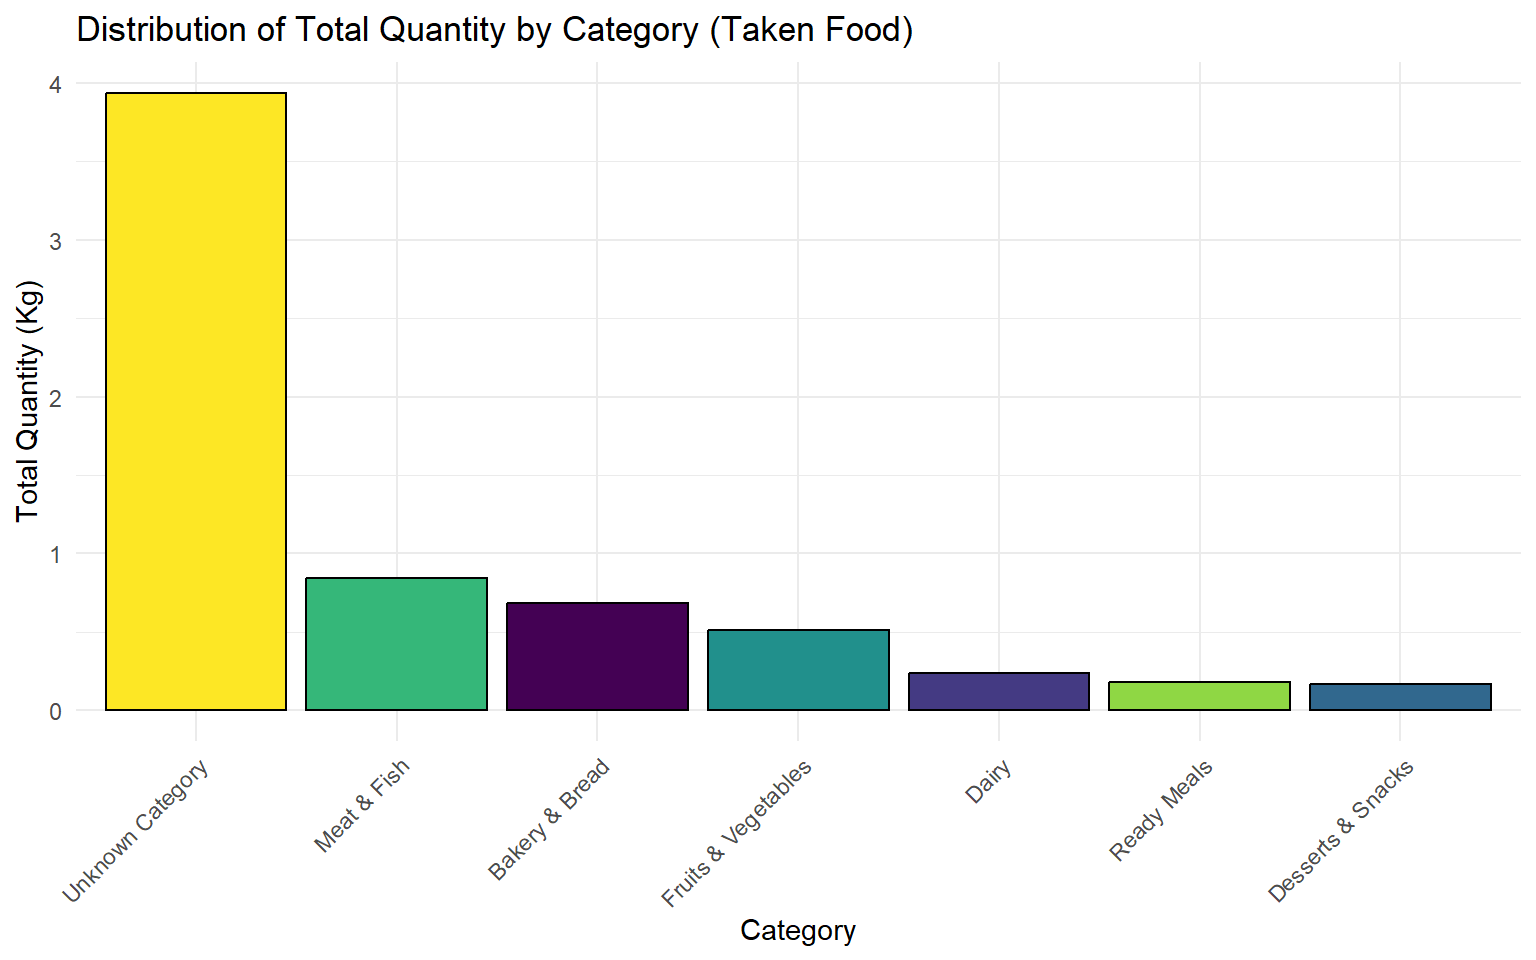 Distribution of Total Quantity by Category (Taken Food)
Total Quantity (Kg)
4
3
2
1
0
Unknown Category
Meat & Fish
Bakery & Bread
Fruits & Vegetables
Dairy
Ready Meals
Desserts & Snacks
Category